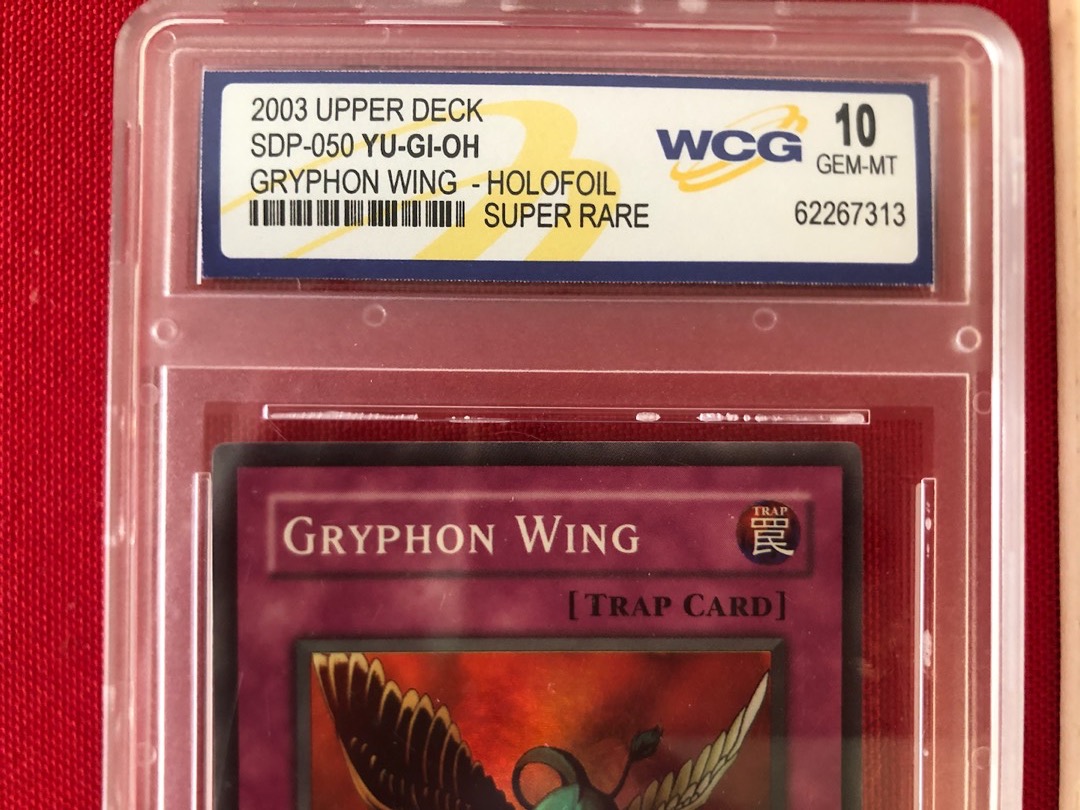 2003 UPPER DECK
SDP-050 YU-GI-OH
GRYPHON WING - HOLOFOIL
SUPER RARE
WCG
10
GEM-MT
62267313
GRYPHON WING
TRAP
罠
[TRAP CARD]